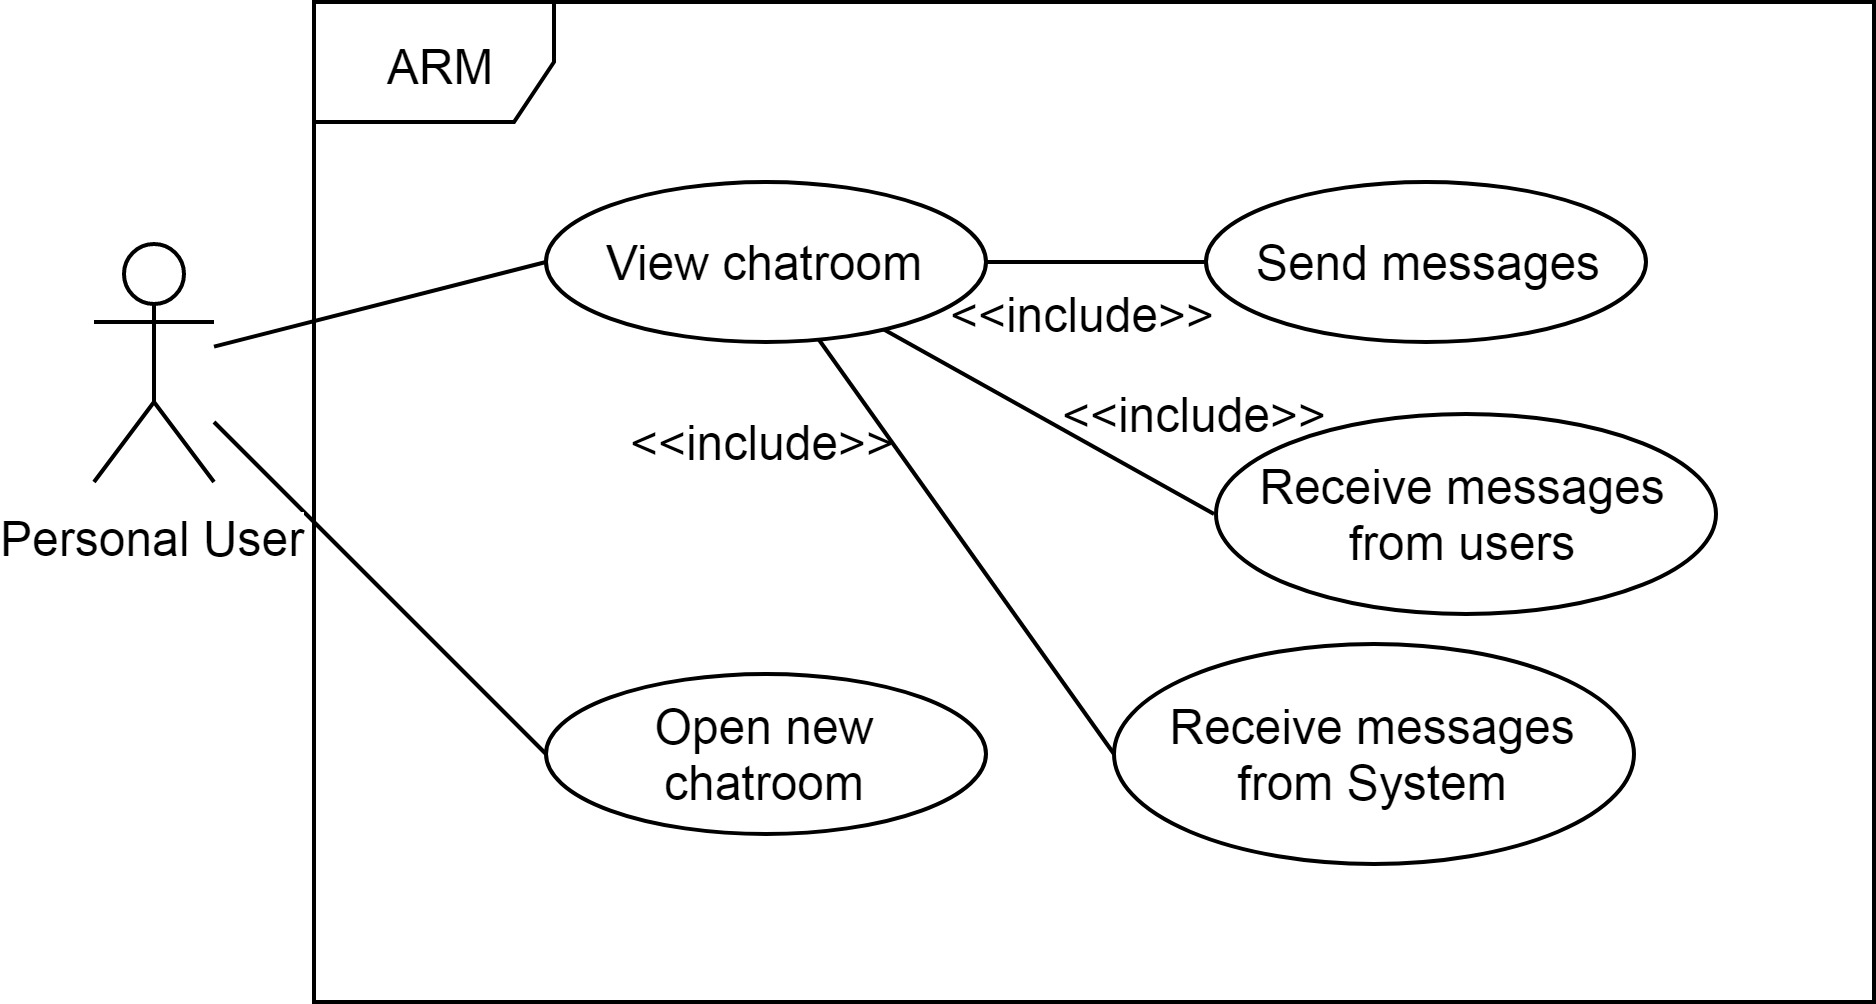 ARM
View chatroom
Send messages
<<include>>
<<include>>
<<include>>
Receive messages
from users
Personal User
Open new
chatroom
Receive messages
from System